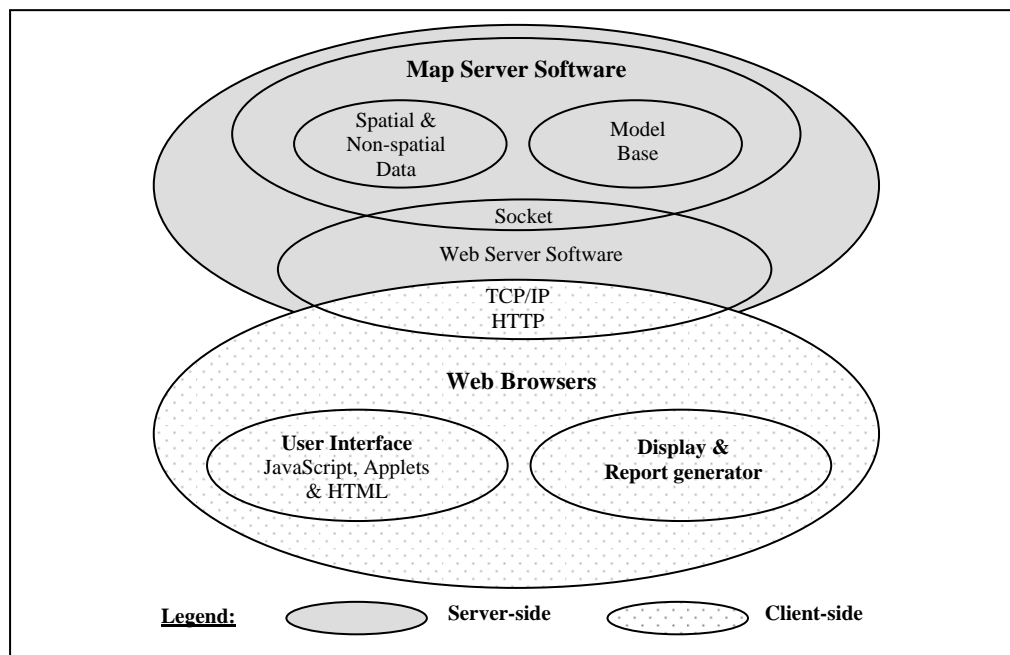 Map Server Software
Spatial &
Non-spatial
Data
Model
Base
Socket
Web Server Software
TCP/IP
HTTP
Web Browsers
User Interface
JavaScript, Applets
& HTML
Display &
Report generator
Legend:
Server-side
Client-side